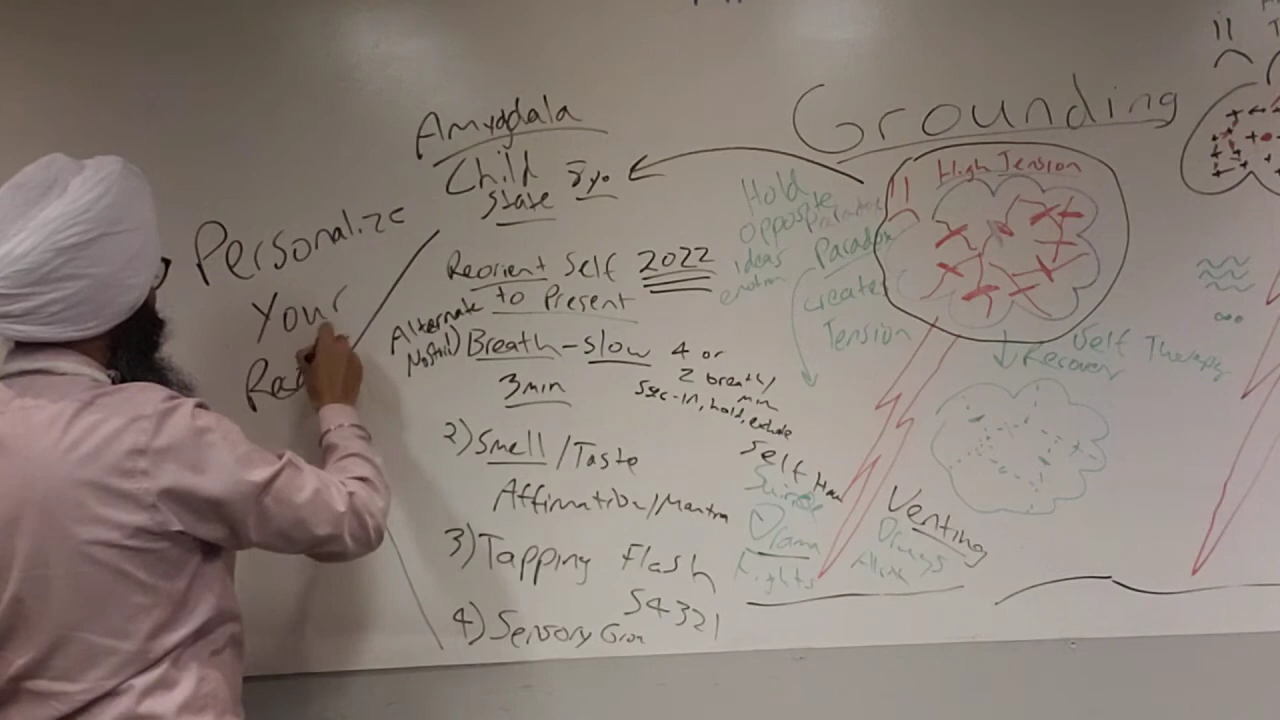 Grounding
Amygdala
Child
State 8yo
Personalize
Your
Reorient Self 2022
to Present
Alternate
Nostril) Breath-slow 4 or
2 breath/
min
3min
5sec-in, hold, exhale
2) Smell / Taste
Affirmation/Mantra
3) Tapping Flash
54321
4) Sensory Grou
High Tension
Hold
opposite
ideas
emotion
Paradox
creates
Tension
Self Therapy
Recover
Self Harm
Suicide
Drama
Fights
Venting
Drugs